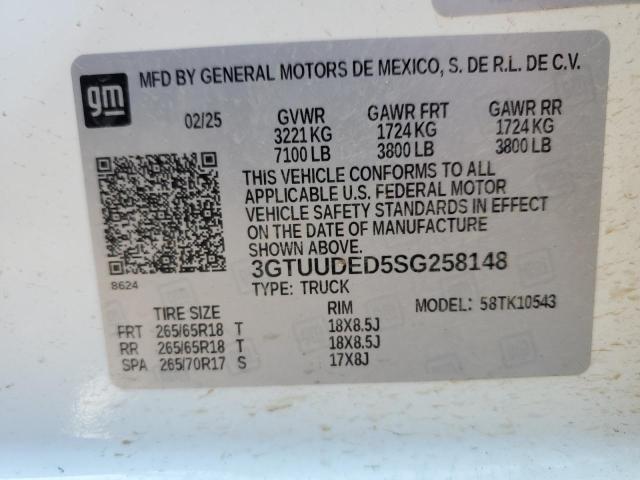 gm
MFD BY GENERAL MOTORS DE MEXICO, S. DE R.L. DE C.V.
02/25 GVWR GAWR FRT GAWR RR
3221 KG 1724 KG 1724 KG
7100 LB 3800 LB 3800 LB
THIS VEHICLE CONFORMS TO ALL
APPLICABLE U.S. FEDERAL MOTOR
VEHICLE SAFETY STANDARDS IN EFFECT
ON THE DATE OF MANUFACTURE
SHOWN ABOVE.
3GTUUDED5SG258148
8624
TYPE: TRUCK
TIRE SIZE RIM MODEL: 58TK10543
FRT 265/65R18 T 18X8.5J
RR 265/65R18 T 18X8.5J
SPA 265/70R17 S 17X8J